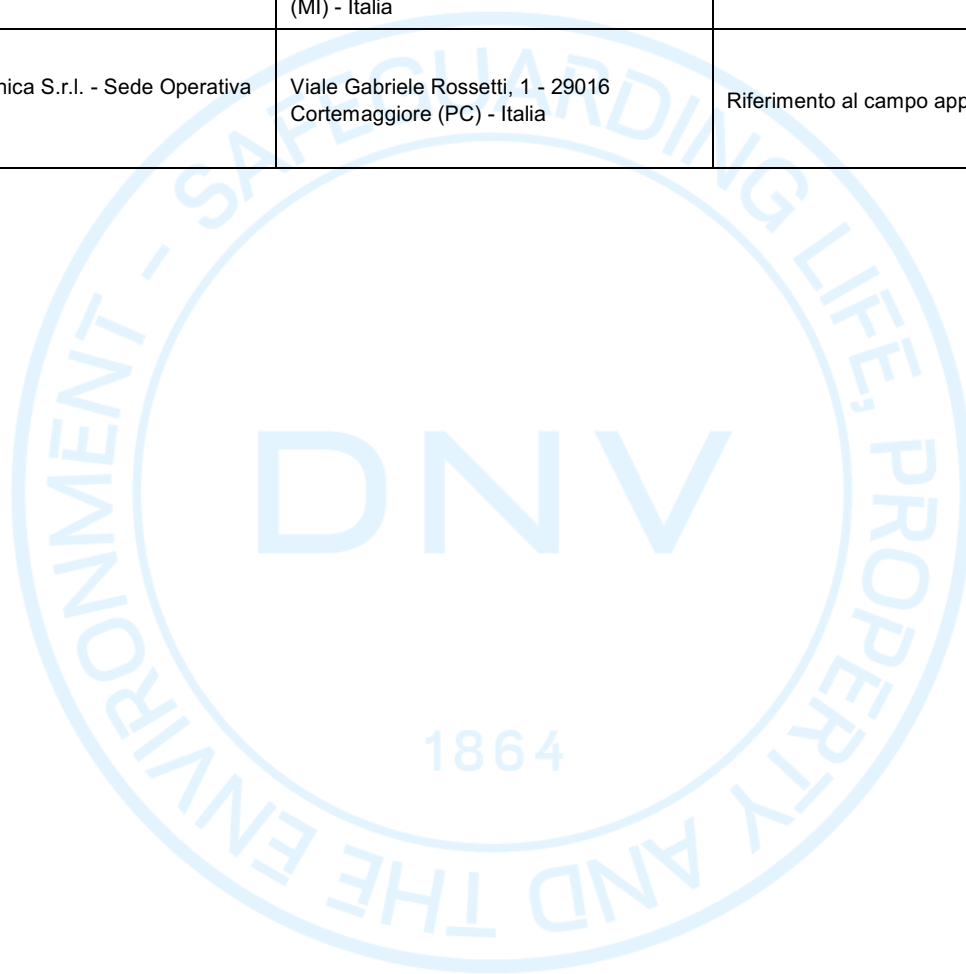 (MI) - Italia
nica S.r.l. - Sede Operativa
Viale Gabriele Rossetti, 1 - 29016
Cortemaggiore (PC) - Italia
Riferimento al campo app
SAFEGUARDING LIFE, PROPERTY AND THE ENVIRONMENT -
DNV
1864